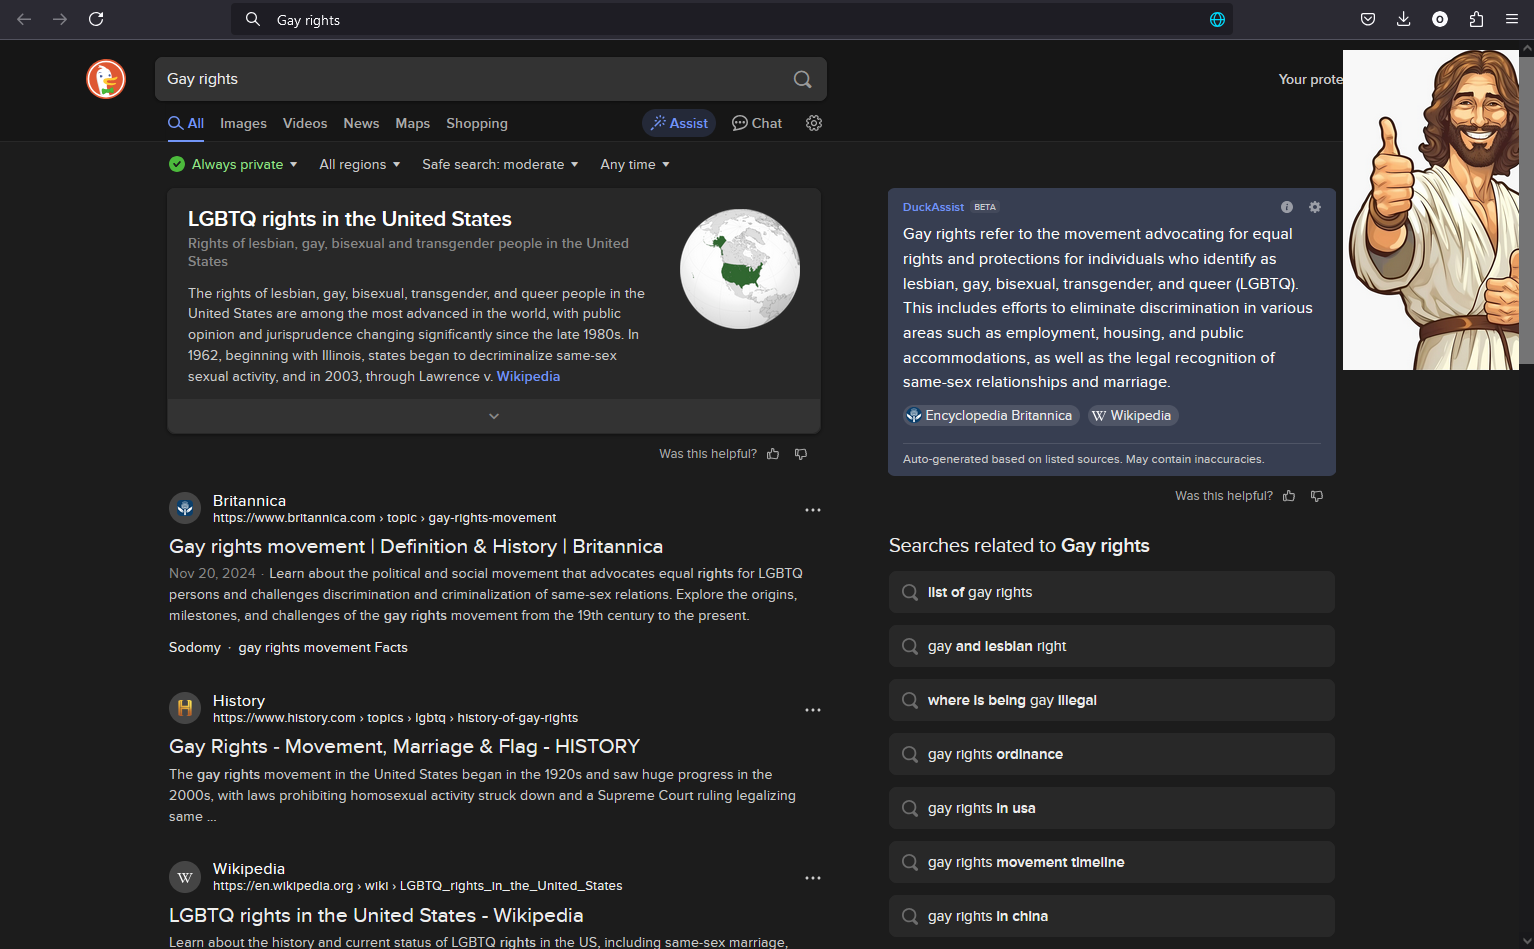 Gay rights
Gay rights
Your prote
All Images Videos News Maps Shopping Assist Chat
Always private All regions Safe search: moderate Any time
LGBTQ rights in the United States
Rights of lesbian, gay, bisexual and transgender people in the United
States
The rights of lesbian, gay, bisexual, transgender, and queer people in the
United States are among the most advanced in the world, with public
opinion and jurisprudence changing significantly since the late 1980s. In
1962, beginning with Illinois, states began to decriminalize same-sex
sexual activity, and in 2003, through Lawrence v. Wikipedia
Was this helpful?
Britannica
https://www.britannica.com › topic › gay-rights-movement
Gay rights movement | Definition & History | Britannica
Nov 20, 2024 · Learn about the political and social movement that advocates equal rights for LGBTQ
persons and challenges discrimination and criminalization of same-sex relations. Explore the origins,
milestones, and challenges of the gay rights movement from the 19th century to the present.
Sodomy · gay rights movement Facts
H
History
https://www.history.com › topics › lgbtq › history-of-gay-rights
Gay Rights - Movement, Marriage & Flag - HISTORY
The gay rights movement in the United States began in the 1920s and saw huge progress in the
2000s, with laws prohibiting homosexual activity struck down and a Supreme Court ruling legalizing
same ...
W
Wikipedia
https://en.wikipedia.org › wiki › LGBTQ_rights_in_the_United_States
LGBTQ rights in the United States - Wikipedia
Learn about the history and current status of LGBTQ rights in the US, including same-sex marriage,
DuckAssist BETA
Gay rights refer to the movement advocating for equal
rights and protections for individuals who identify as
lesbian, gay, bisexual, transgender, and queer (LGBTQ).
This includes efforts to eliminate discrimination in various
areas such as employment, housing, and public
accommodations, as well as the legal recognition of
same-sex relationships and marriage.
Encyclopedia Britannica W Wikipedia
Auto-generated based on listed sources. May contain inaccuracies.
Was this helpful?
Searches related to Gay rights
list of gay rights
gay and lesbian right
where is being gay illegal
gay rights ordinance
gay rights in usa
gay rights movement timeline
gay rights in china